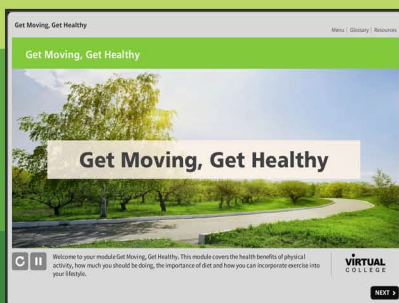 Get Moving, Get Healthy
Menu | Glossary | Resources
Get Moving, Get Healthy
Get Moving, Get Healthy
Welcome to your module Get Moving, Get Healthy. This module covers the health benefits of physical
activity, how much you should be doing, the importance of diet and how you can incorporate exercise into
your lifestyle.
VIRTUAL
COLLEGE
NEXT >